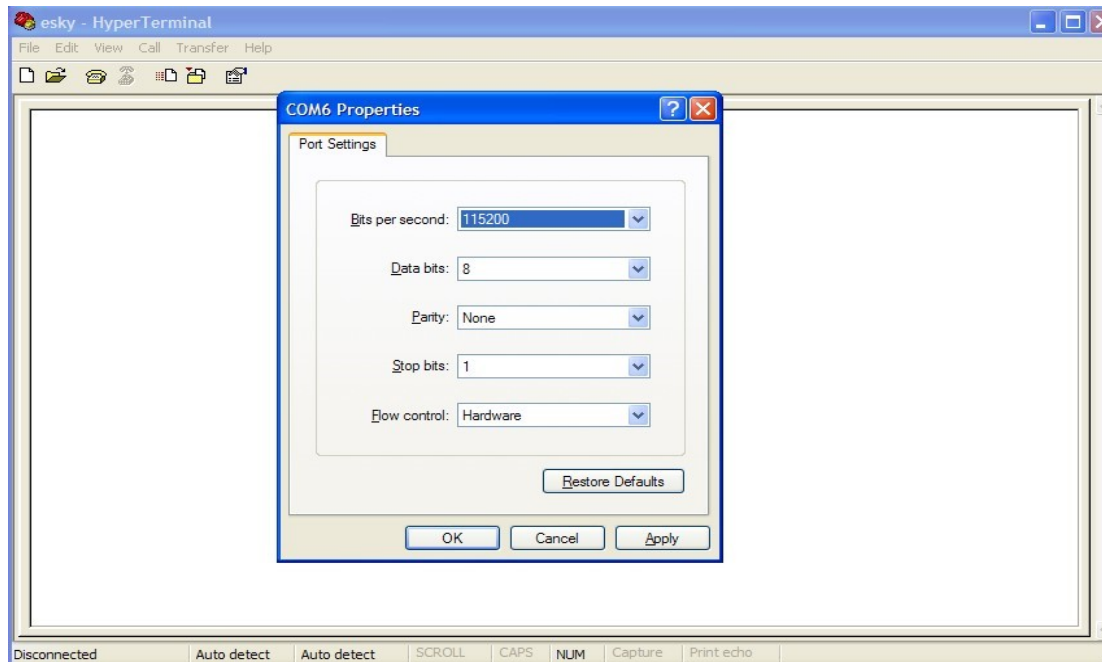 esky - HyperTerminal
File Edit View Call Transfer Help
COM6 Properties
Port Settings
Bits per second: 115200
Data bits: 8
Parity: None
Stop bits: 1
Flow control: Hardware
Restore Defaults
OK Cancel Apply
Disconnected Auto detect Auto detect SCROLL CAPS NUM Capture Print echo